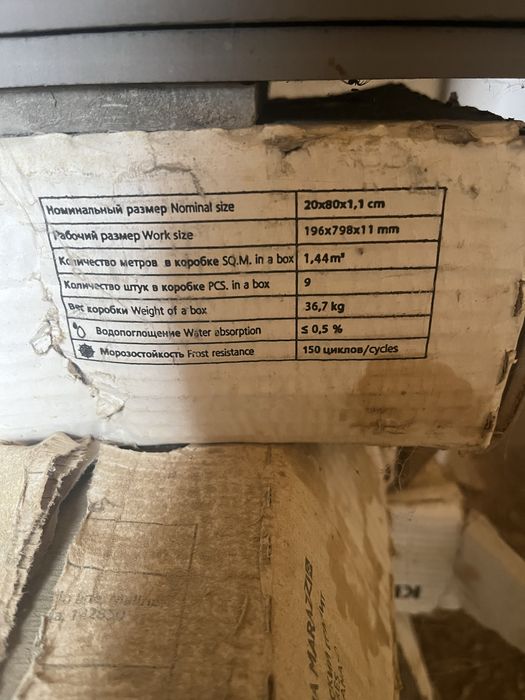 Номинальный размер Nominal size 20x80x1,1 cm
Рабочий размер Work size 196x798x11 mm
Количество метров в коробке SQ.M. in a box 1,44m²
Количество штук в коробке PCS. in a box 9
Вес коробки Weight of a box 36,7 kg
Водопоглощение Water absorption ≤ 0,5 %
Морозостойкость Frost resistance 150 циклов/cycles
142850
MARAZZI